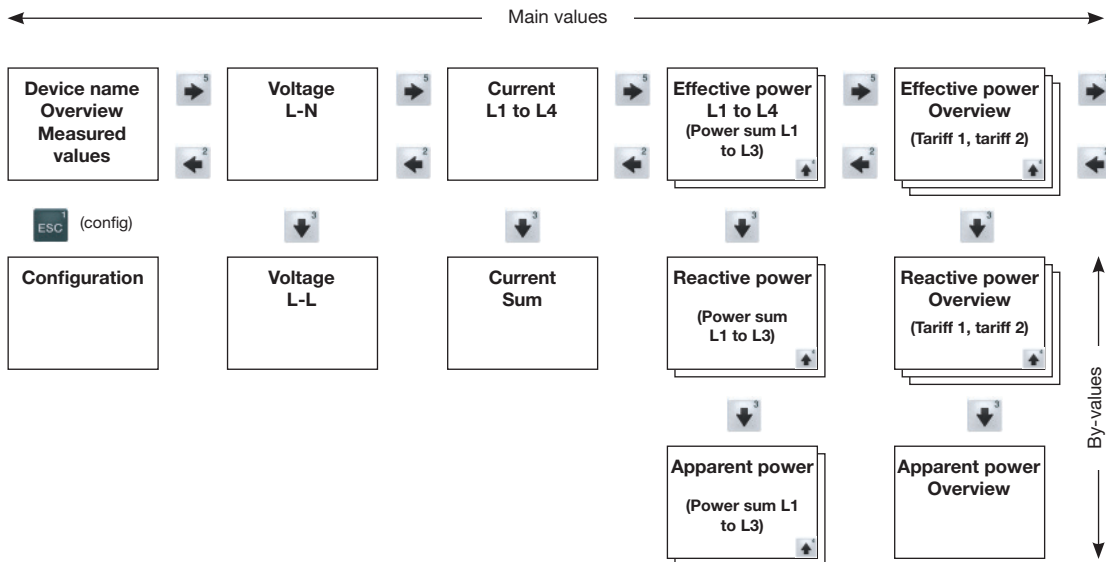 Main values
Device name
Overview
Measured
values
5
2
Voltage
L-N
5
2
Current
L1 to L4
5
2
Effective power
L1 to L4
(Power sum L1
to L3)
4
5
2
Effective power
Overview
(Tariff 1, tariff 2)
4
5
2
1
ESC
(config)
3
3
3
3
Configuration
Voltage
L-L
Current
Sum
Reactive power
(Power sum
L1 to L3)
4
Reactive power
Overview
(Tariff 1, tariff 2)
4
By-values
3
3
Apparent power
(Power sum L1
to L3)
4
Apparent power
Overview